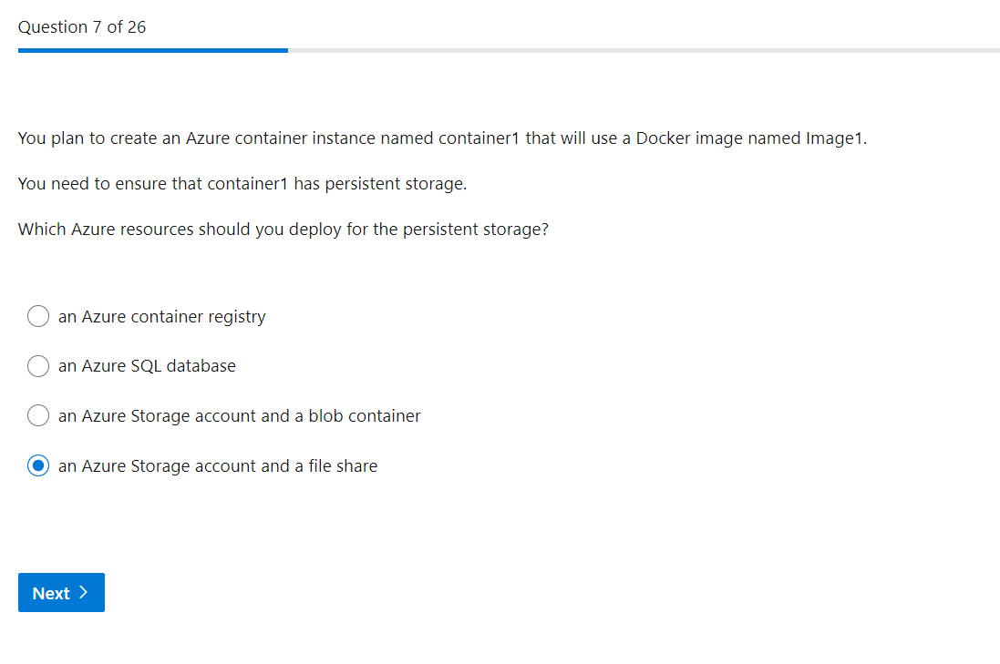 Question 7 of 26
You plan to create an Azure container instance named container1 that will use a Docker image named Image1.
You need to ensure that container1 has persistent storage.
Which Azure resources should you deploy for the persistent storage?
an Azure container registry
an Azure SQL database
an Azure Storage account and a blob container
an Azure Storage account and a file share
Next